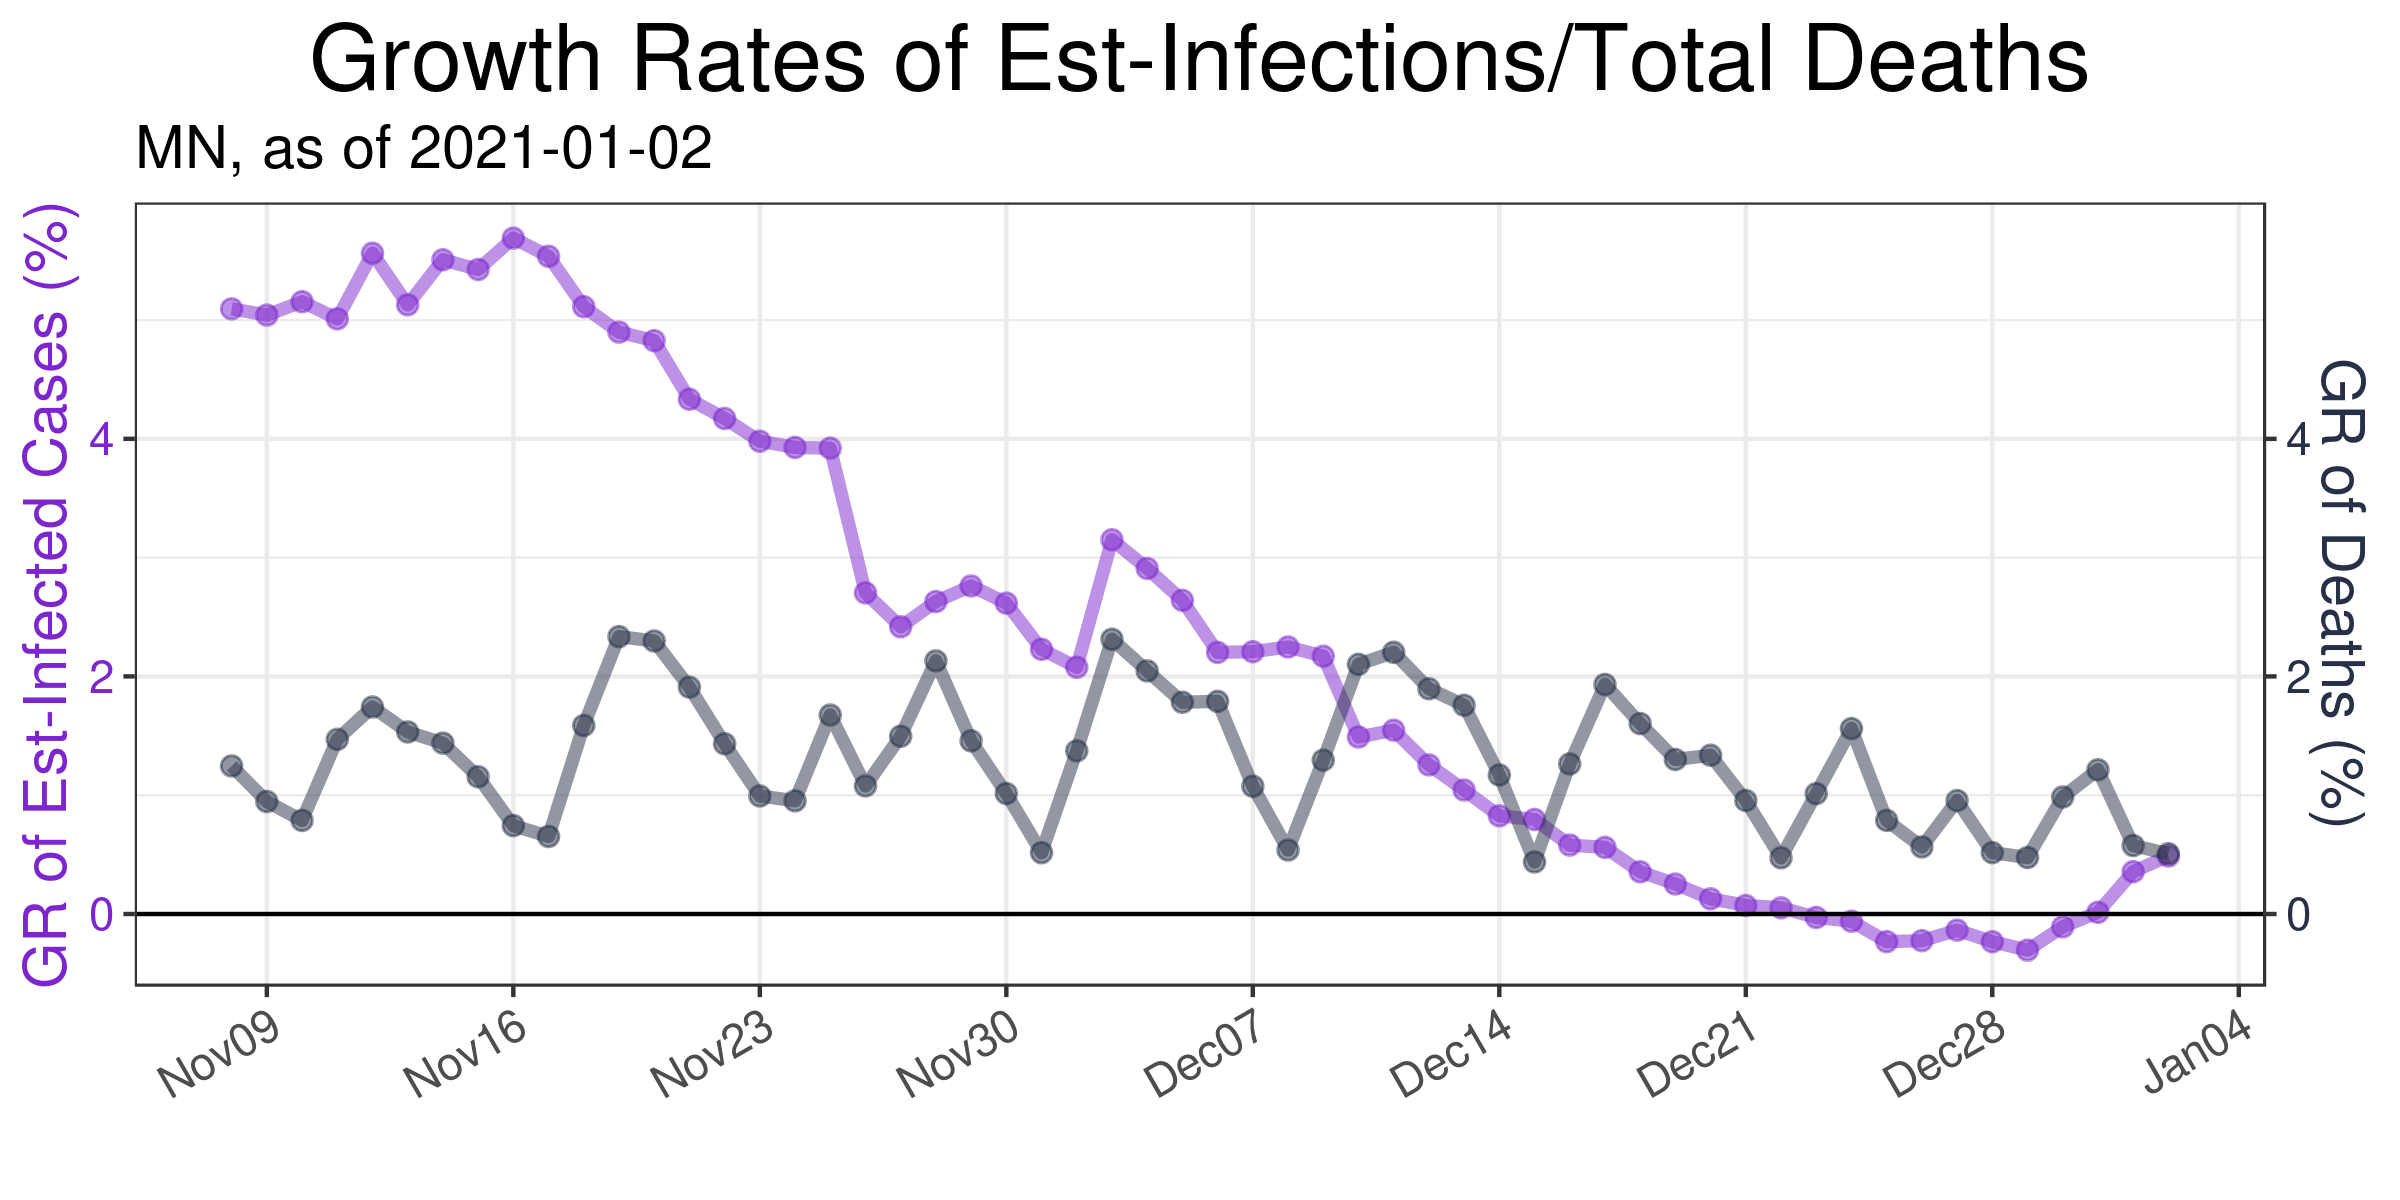 Growth Rates of Est-Infections/Total Deaths
MN, as of 2021-01-02
GR of Est-Infected Cases (%)
4
2
0
4
2
0
GR of Deaths (%)
Nov09
Nov16
Nov23
Nov30
Dec07
Dec14
Dec21
Dec28
Jan04